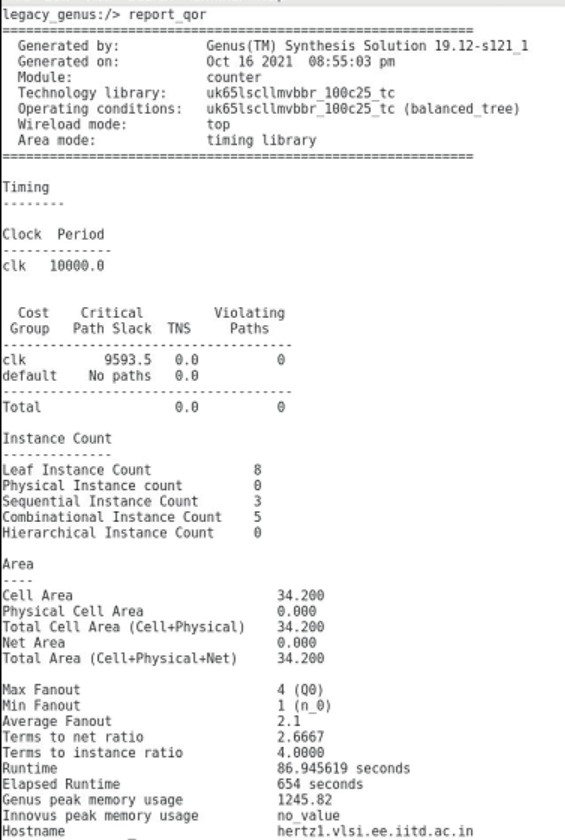 legacy_genus:/> report_qor
============================================================
Generated by: Genus(TM) Synthesis Solution 19.12-s121_1
Generated on: Oct 16 2021 08:55:03 pm
Module: counter
Technology library: uk65lscllmvbbr_100c25_tc
Operating conditions: uk65lscllmvbbr_100c25_tc (balanced_tree)
Wireload mode: top
Area mode: timing library
============================================================
Timing
--------
Clock Period
--------------
clk 10000.0
Cost Critical Violating
Group Path Slack TNS Paths
-------------------------------------
clk 9593.5 0.0 0
default No paths 0.0
-------------------------------------
Total 0.0 0
Instance Count
--------------
Leaf Instance Count 8
Physical Instance count 0
Sequential Instance Count 3
Combinational Instance Count 5
Hierarchical Instance Count 0
Area
----
Cell Area 34.200
Physical Cell Area 0.000
Total Cell Area (Cell+Physical) 34.200
Net Area 0.000
Total Area (Cell+Physical+Net) 34.200
Max Fanout 4 (Q0)
Min Fanout 1 (n_0)
Average Fanout 2.1
Terms to net ratio 2.6667
Terms to instance ratio 4.0000
Runtime 86.945619 seconds
Elapsed Runtime 654 seconds
Genus peak memory usage 1245.82
Innovus peak memory usage no_value
Hostname hertz1.vlsi.ee.iitd.ac.in